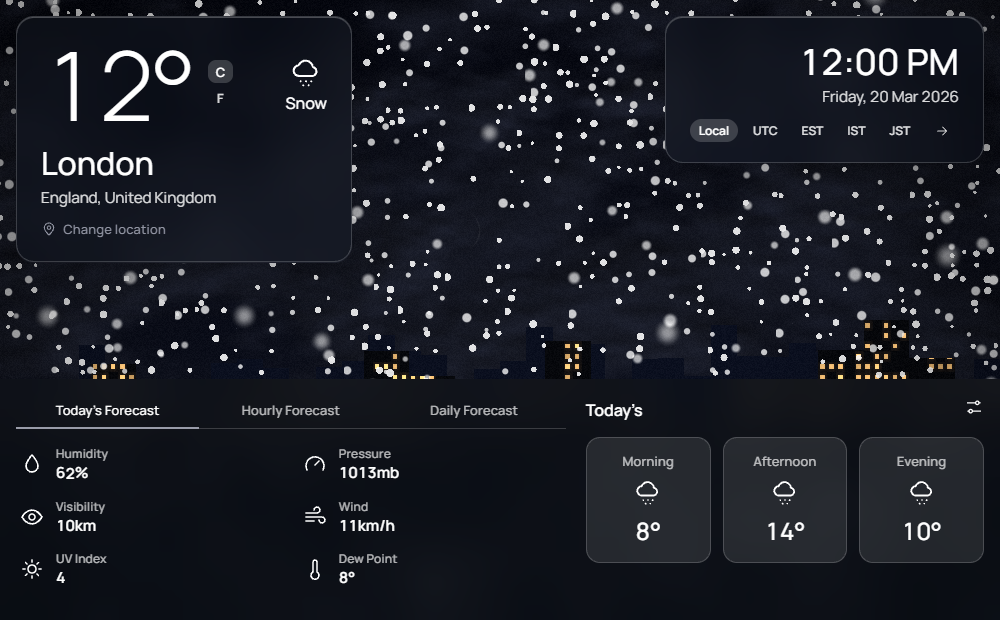 12°
C
F
Snow
London
England, United Kingdom
Change location
12:00 PM
Friday, 20 Mar 2026
Local UTC EST IST JST →
Today's Forecast Hourly Forecast Daily Forecast
Humidity
62%
Pressure
1013mb
Visibility
10km
Wind
11km/h
UV Index
4
Dew Point
8°
Today's
Morning
8°
Afternoon
14°
Evening
10°